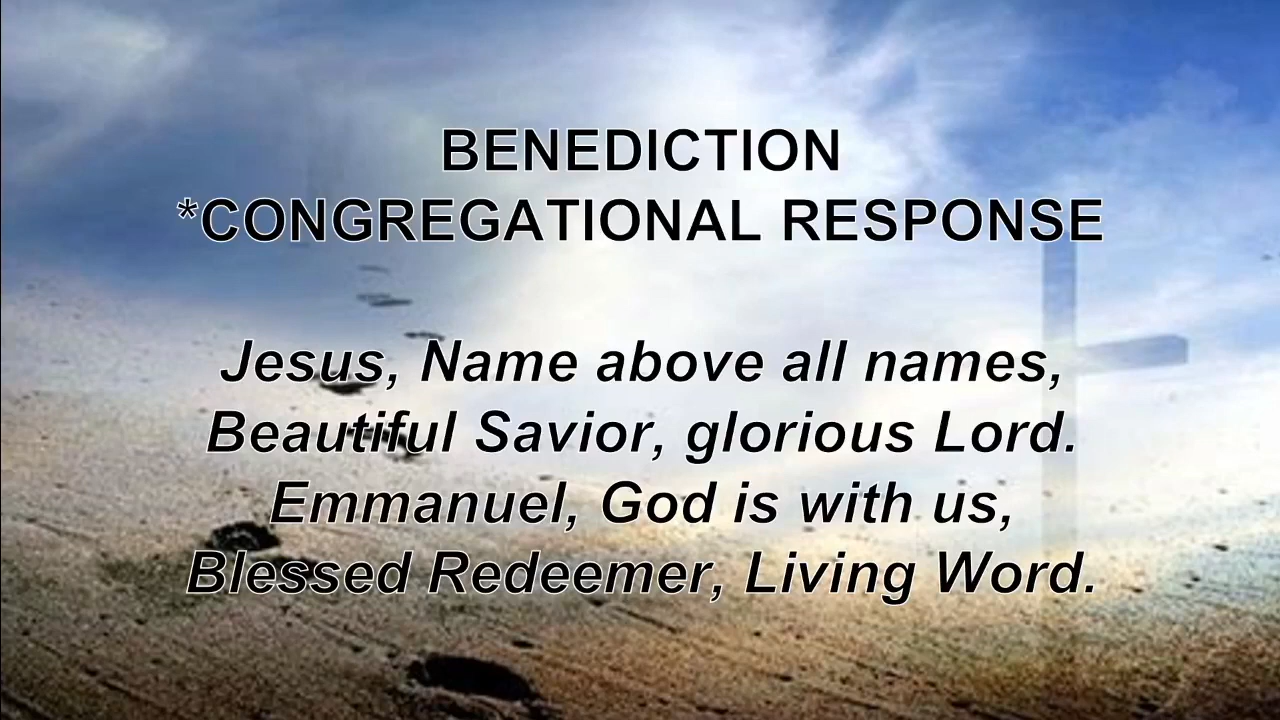 BENEDICTION
*CONGREGATIONAL RESPONSE
Jesus, Name above all names,
Beautiful Savior, glorious Lord.
Emmanuel, God is with us,
Blessed Redeemer, Living Word.